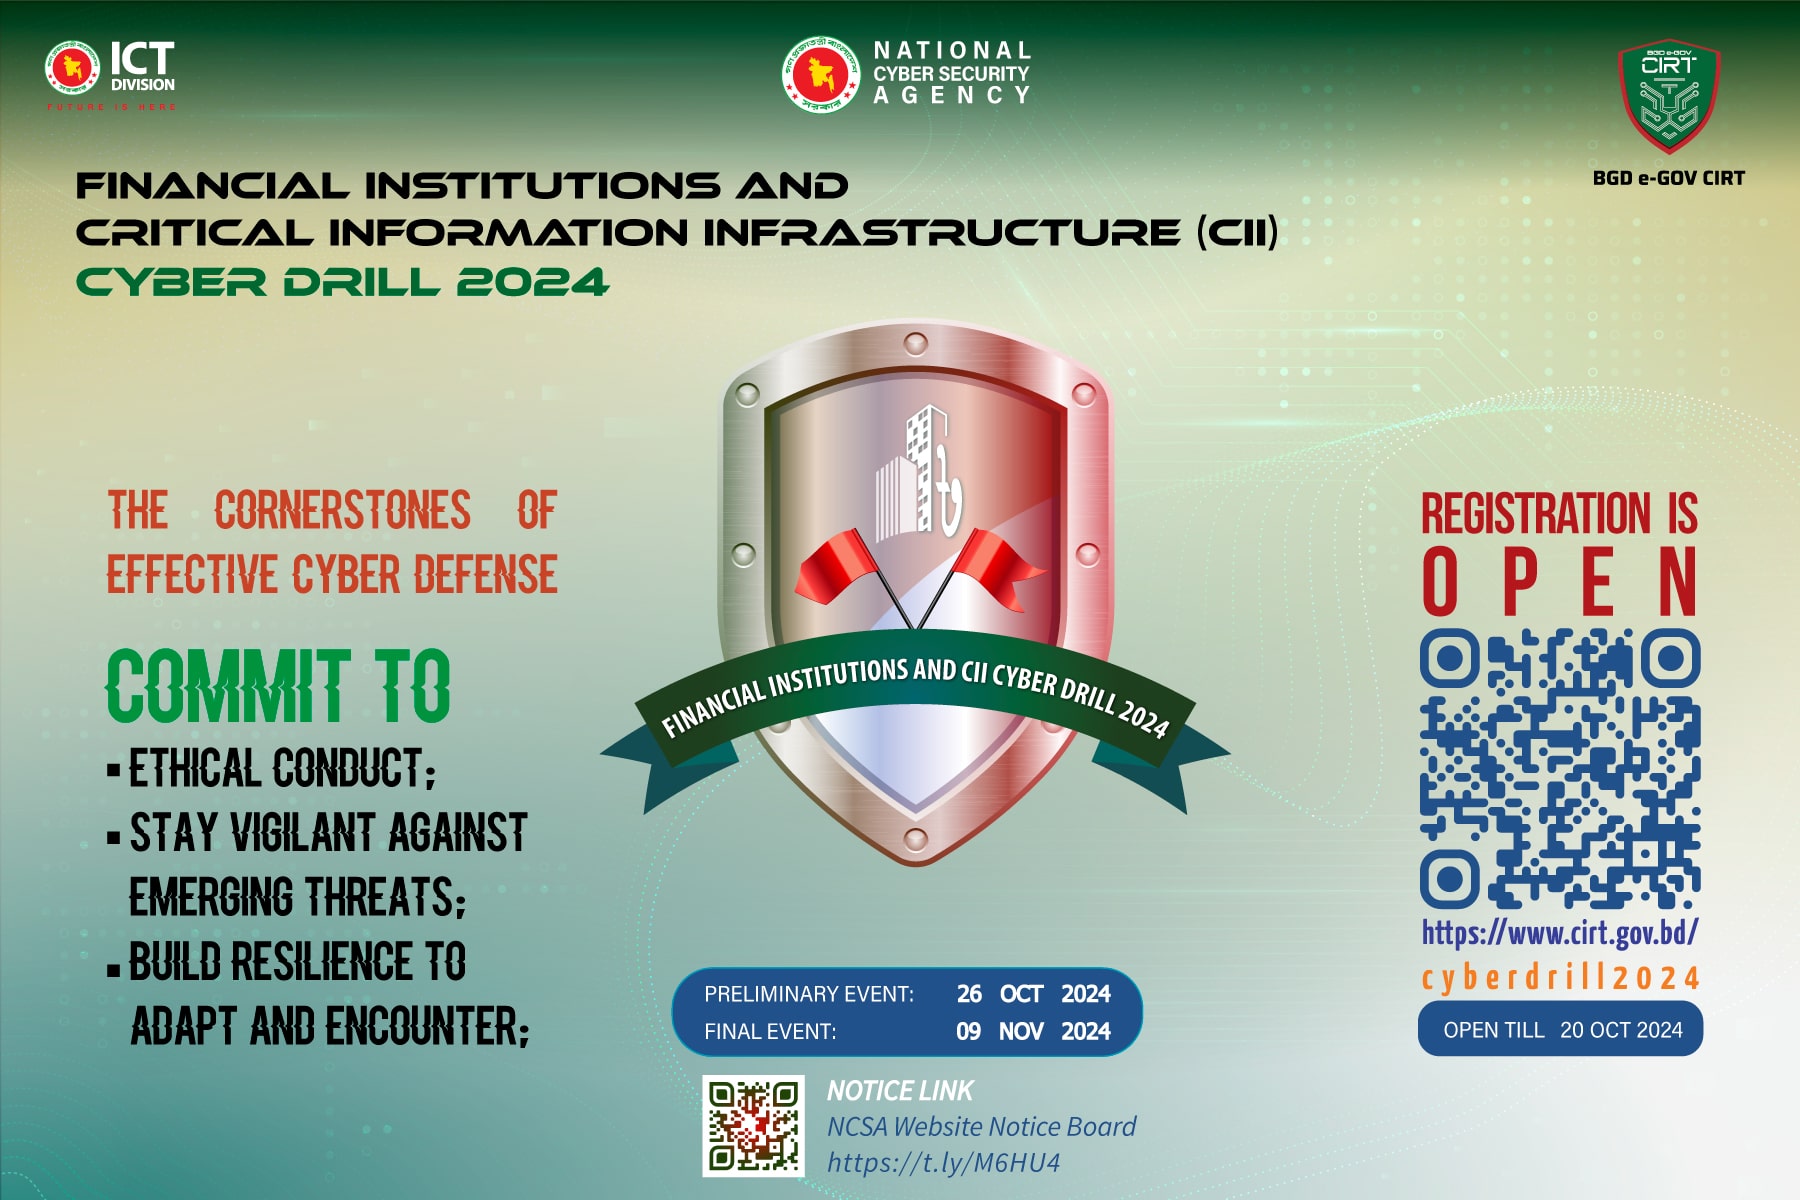 ICT
DIVISION
FUTURE IS HERE
NATIONAL
CYBER SECURITY
AGENCY
BGD e-GOV
CIRT
BGD e-GOV CIRT
FINANCIAL INSTITUTIONS AND
CRITICAL INFORMATION INFRASTRUCTURE (CII)
CYBER DRILL 2024
THE CORNERSTONES OF
EFFECTIVE CYBER DEFENSE
COMMIT TO
▪ ETHICAL CONDUCT;
▪ STAY VIGILANT AGAINST
EMERGING THREATS;
▪ BUILD RESILIENCE TO
ADAPT AND ENCOUNTER;
FINANCIAL INSTITUTIONS AND CII CYBER DRILL 2024
PRELIMINARY EVENT: 26 OCT 2024
FINAL EVENT: 09 NOV 2024
NOTICE LINK
NCSA Website Notice Board
https://t.ly/M6HU4
REGISTRATION IS
OPEN
https://www.cirt.gov.bd/
cyberdrill2024
OPEN TILL 20 OCT 2024